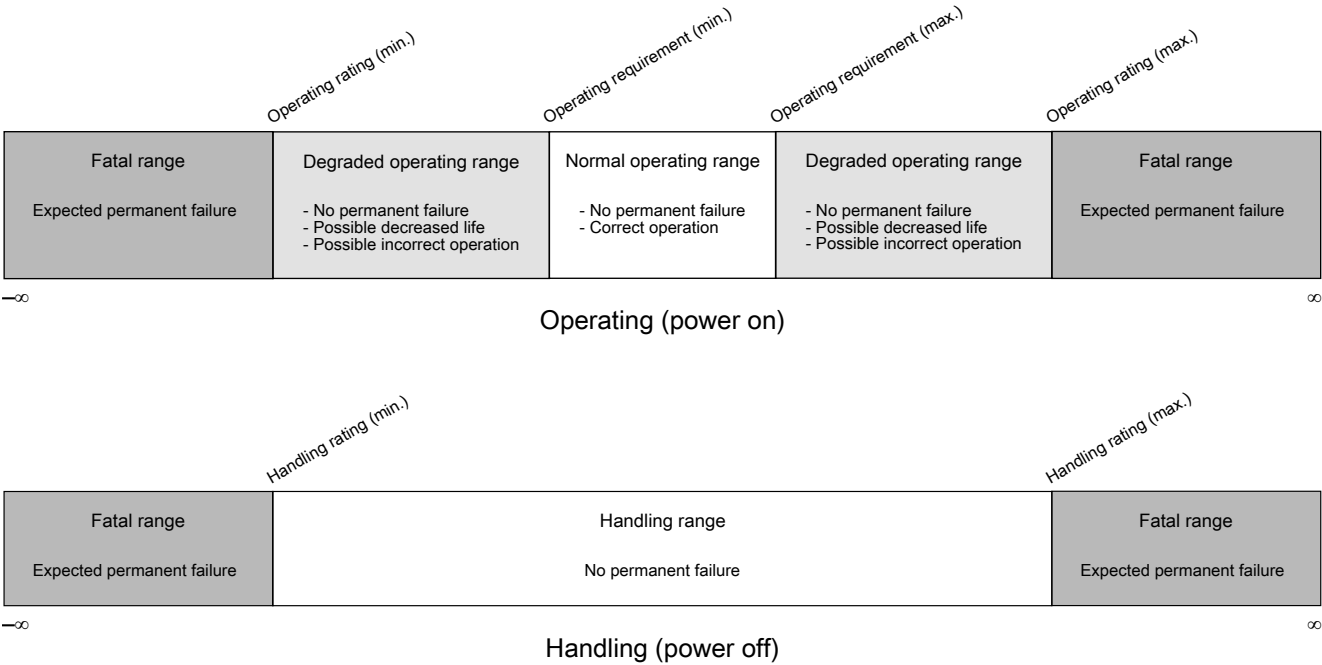 Operating rating (min.)
Operating requirement (min.)
Operating requirement (max.)
Operating rating (max.)
Fatal range
Expected permanent failure
Degraded operating range
- No permanent failure
- Possible decreased life
- Possible incorrect operation
Normal operating range
- No permanent failure
- Correct operation
Degraded operating range
- No permanent failure
- Possible decreased life
- Possible incorrect operation
Fatal range
Expected permanent failure
–∞
∞
Operating (power on)
Handling rating (min.)
Handling rating (max.)
Fatal range
Expected permanent failure
Handling range
No permanent failure
Fatal range
Expected permanent failure
–∞
∞
Handling (power off)